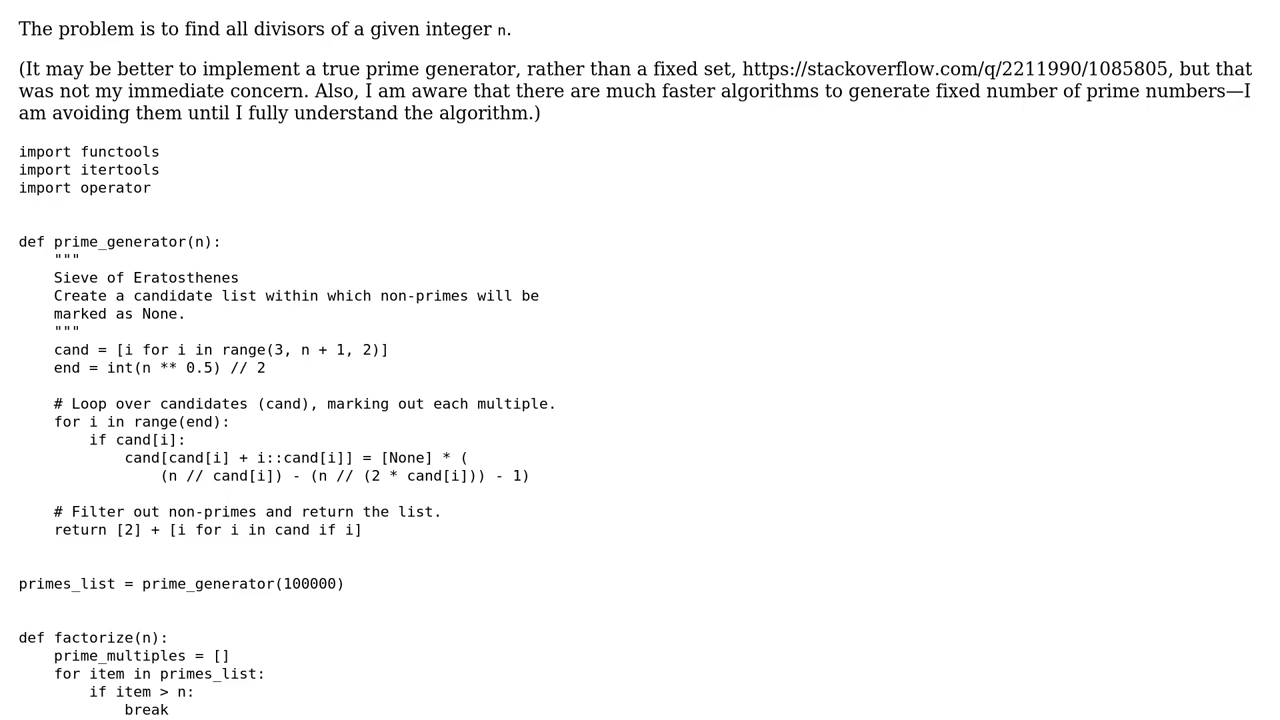 The problem is to find all divisors of a given integer n.
(It may be better to implement a true prime generator, rather than a fixed set, https://stackoverflow.com/q/2211990/1085805, but that
was not my immediate concern. Also, I am aware that there are much faster algorithms to generate fixed number of prime numbers—I
am avoiding them until I fully understand the algorithm.)
import functools
import itertools
import operator
def prime_generator(n):
    """
    Sieve of Eratosthenes
    Create a candidate list within which non-primes will be
    marked as None.
    """
    cand = [i for i in range(3, n + 1, 2)]
    end = int(n ** 0.5) // 2
    # Loop over candidates (cand), marking out each multiple.
    for i in range(end):
        if cand[i]:
            cand[cand[i] + i::cand[i]] = [None] * (
                (n // cand[i]) - (n // (2 * cand[i])) - 1)
    # Filter out non-primes and return the list.
    return [2] + [i for i in cand if i]
primes_list = prime_generator(100000)
def factorize(n):
    prime_multiples = []
    for item in primes_list:
        if item > n:
            break